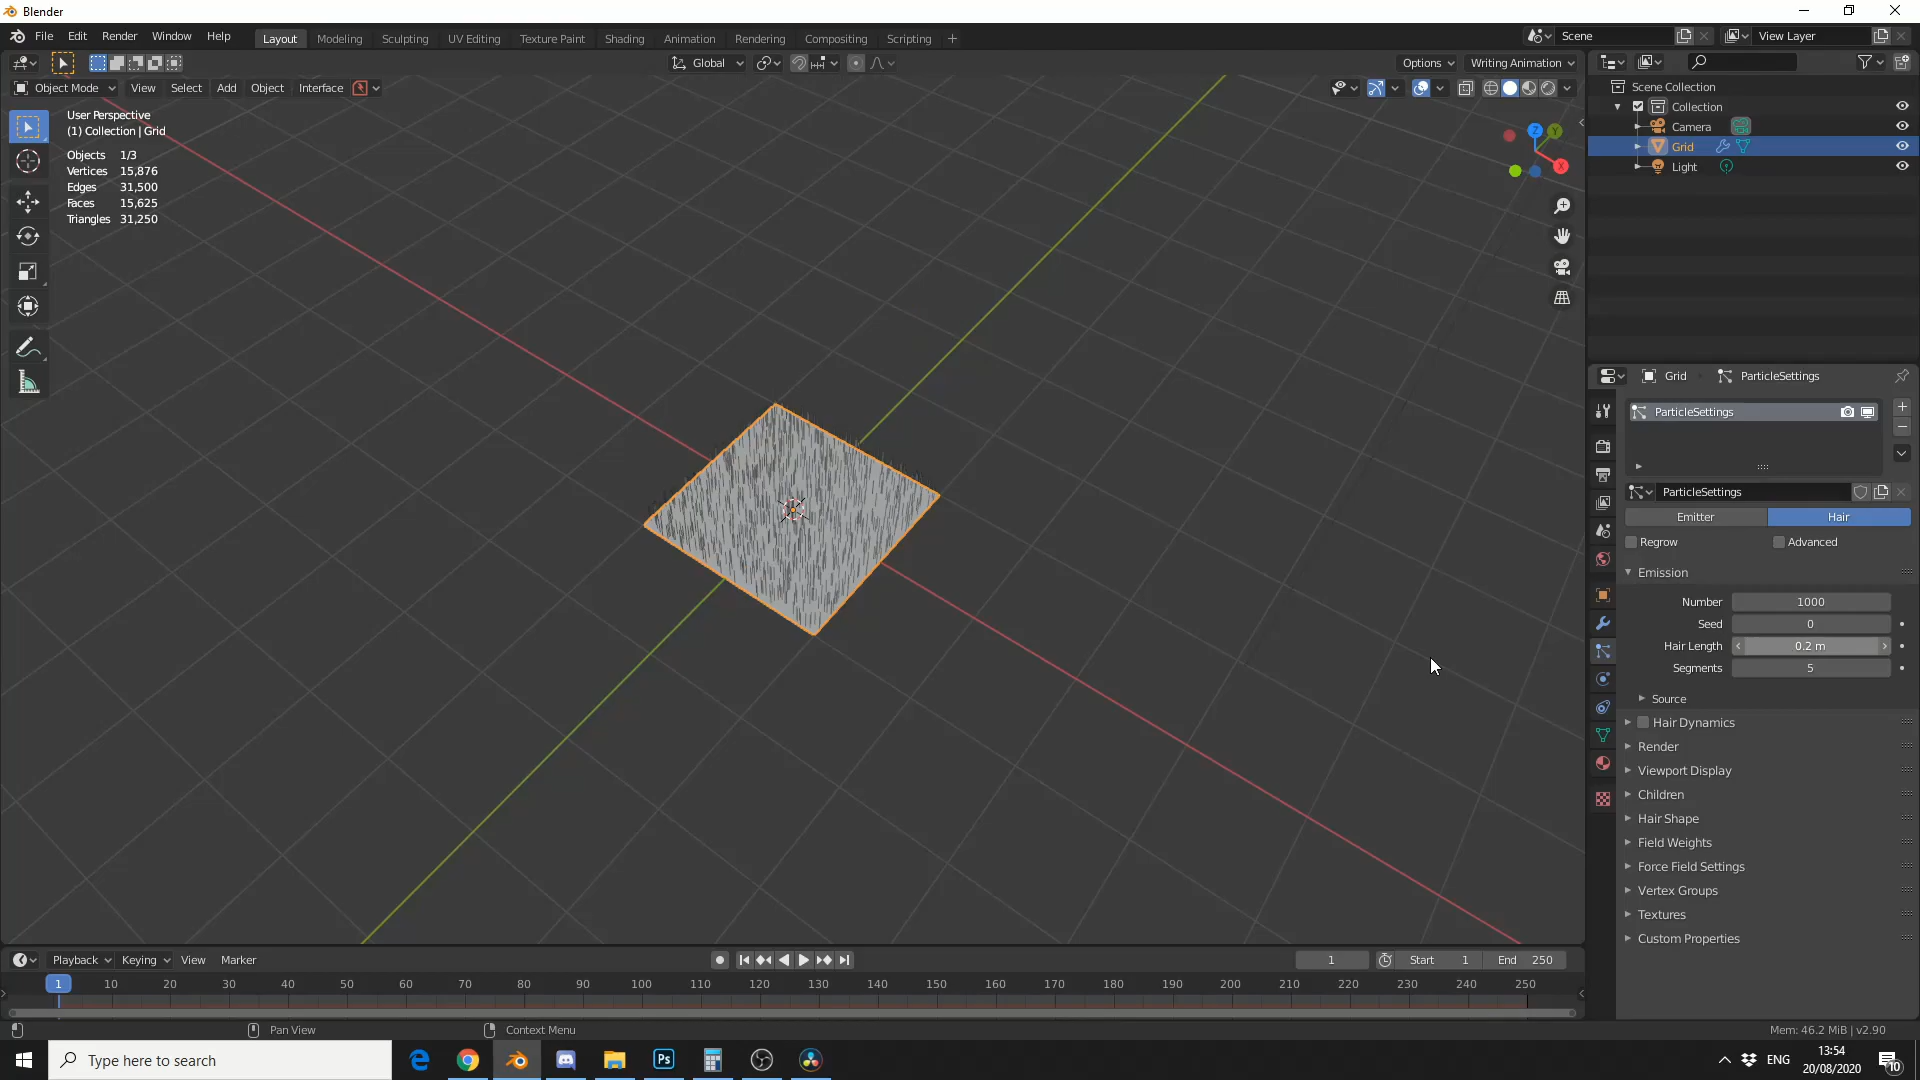 Blender
File Edit Render Window Help
Layout Modeling Sculpting UV Editing Texture Paint Shading Animation Rendering Compositing Scripting +
Scene
View Layer
Global
Options
Writing Animation
Object Mode View Select Add Object Interface
User Perspective
(1) Collection | Grid
Objects 1/3
Vertices 15,876
Edges 31,500
Faces 15,625
Triangles 31,250
Z
Y
X
Scene Collection
Collection
Camera
Grid
Light
Grid ParticleSettings
ParticleSettings
ParticleSettings
Emitter Hair
Regrow Advanced
Emission
Number 1000
Seed 0
Hair Length 0.2 m
Segments 5
Source
Hair Dynamics
Render
Viewport Display
Children
Hair Shape
Field Weights
Force Field Settings
Vertex Groups
Textures
Custom Properties
Playback Keying View Marker
1 Start 1 End 250
1 10 20 30 40 50 60 70 80 90 100 110 120 130 140 150 160 170 180 190 200 210 220 230 240 250
Pan View Context Menu
Mem: 46.2 MiB | v2.90
Type here to search
Ps
ENG
13:54
20/08/2020
10